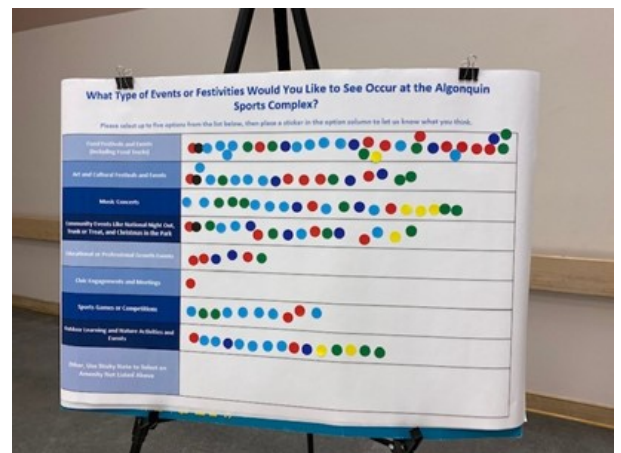 What Type of Events or Festivities Would You Like to See Occur at the Algonquin
Sports Complex?
Please select up to five options from the list below, then place a sticker in the option column to let us know what you think.
Food Festivals and Events
(Including Food Trucks)
Art and Cultural Festivals and Events
Music Concerts
Community Events Like National Night Out,
Trunk or Treat, and Christmas in the Park
Educational or Professional Growth Events
Civic Engagements and Meetings
Sports Games or Competitions
Outdoor Learning and Nature Activities and
Events
Other, Use Sticky Note to Select an
Amenity Not Listed Above